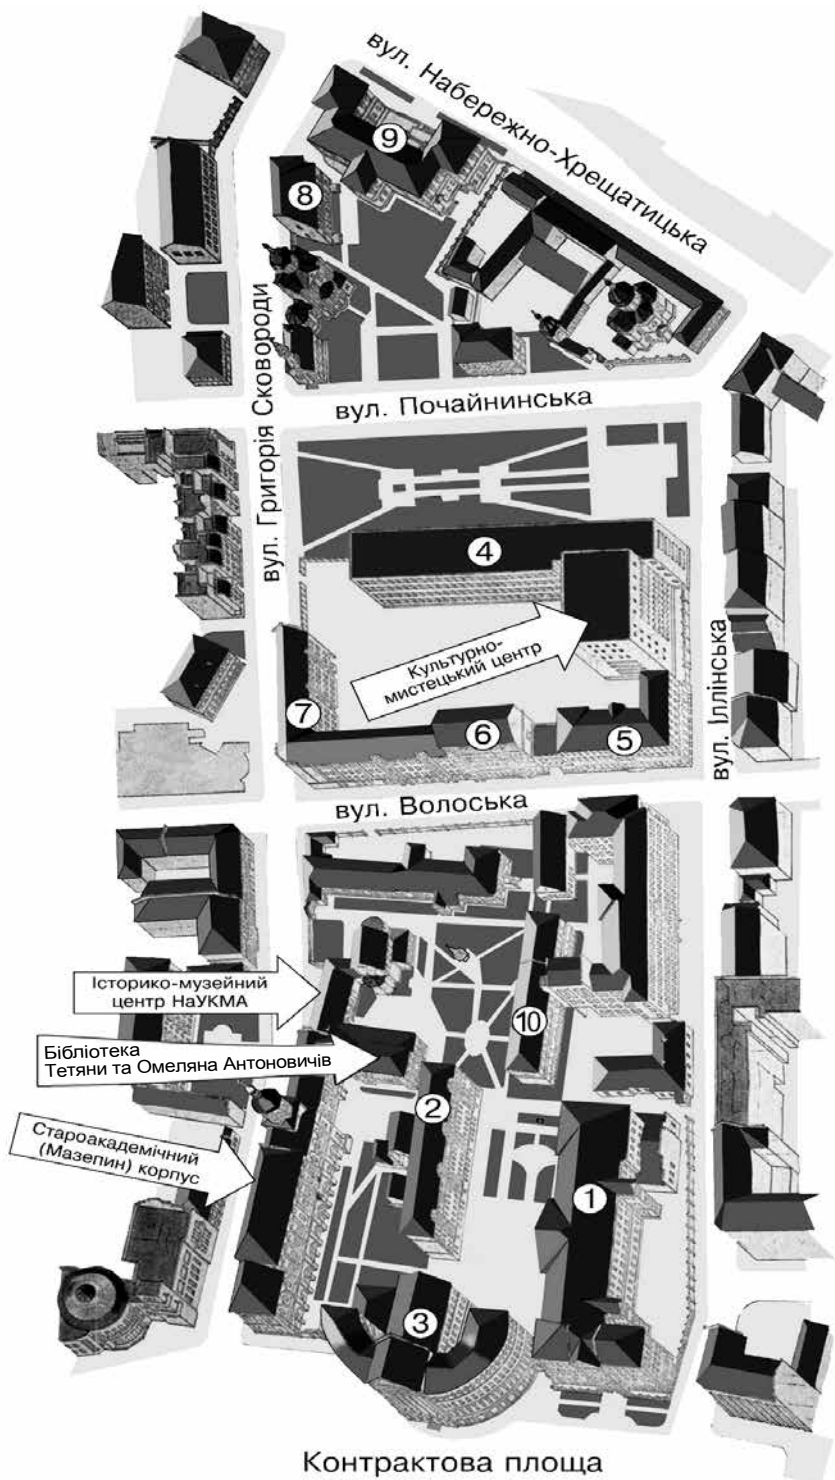 вул. Набережно-Хрещатицька
9
8
вул. Григорія Сковороди
вул. Почайнинська
4
Культурно-
мистецький центр
7
6
5
вул. Іллінська
вул. Волоська
Історико-музейний
центр НаУКМА
10
Бібліотека
Тетяни та Омеляна Антоновичів
2
Староакадемічний
(Мазепин) корпус
1
3
Контрактова площа